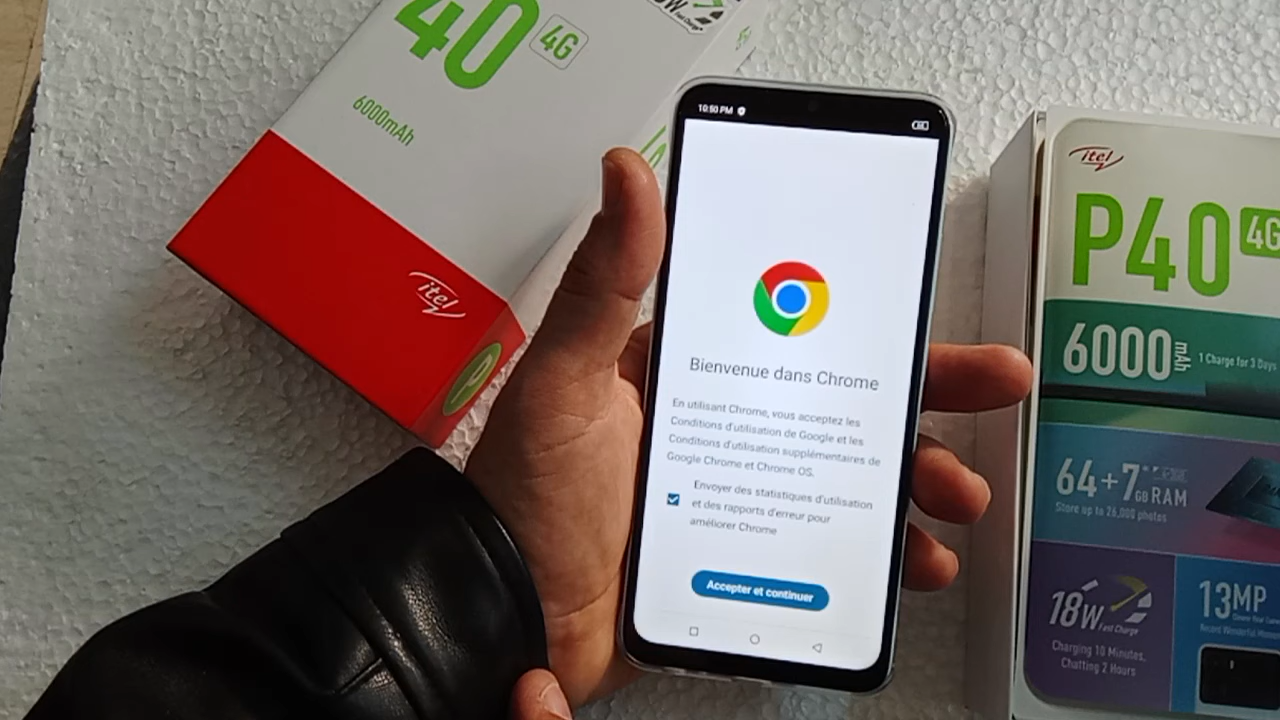 40 4G
6000mAh
itel
P
10:50 PM
Bienvenue dans Chrome
En utilisant Chrome, vous acceptez les
Conditions d'utilisation de Google et les
Conditions d'utilisation supplémentaires de
Google Chrome et Chrome OS.
Envoyer des statistiques d'utilisation
et des rapports d'erreur pour
améliorer Chrome
Accepter et continuer
itel
P40 4G
6000mAh 1 Charge for 3 Days
64+7GB RAM
Store up to 26,000 photos
18W Fast Charge
Charging 10 Minutes,
Chatting 2 Hours
13MP